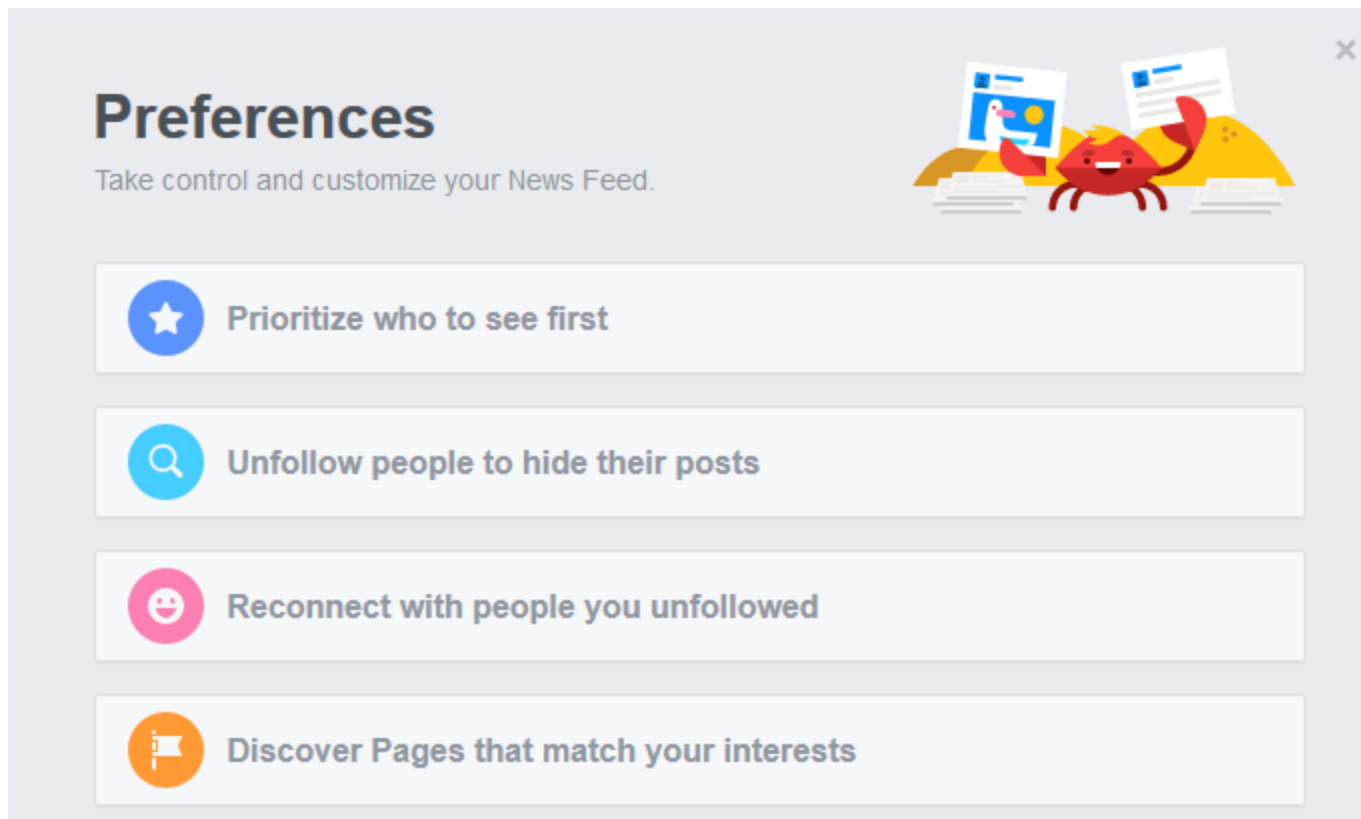 Preferences
Take control and customize your News Feed.
Prioritize who to see first
Unfollow people to hide their posts
Reconnect with people you unfollowed
Discover Pages that match your interests